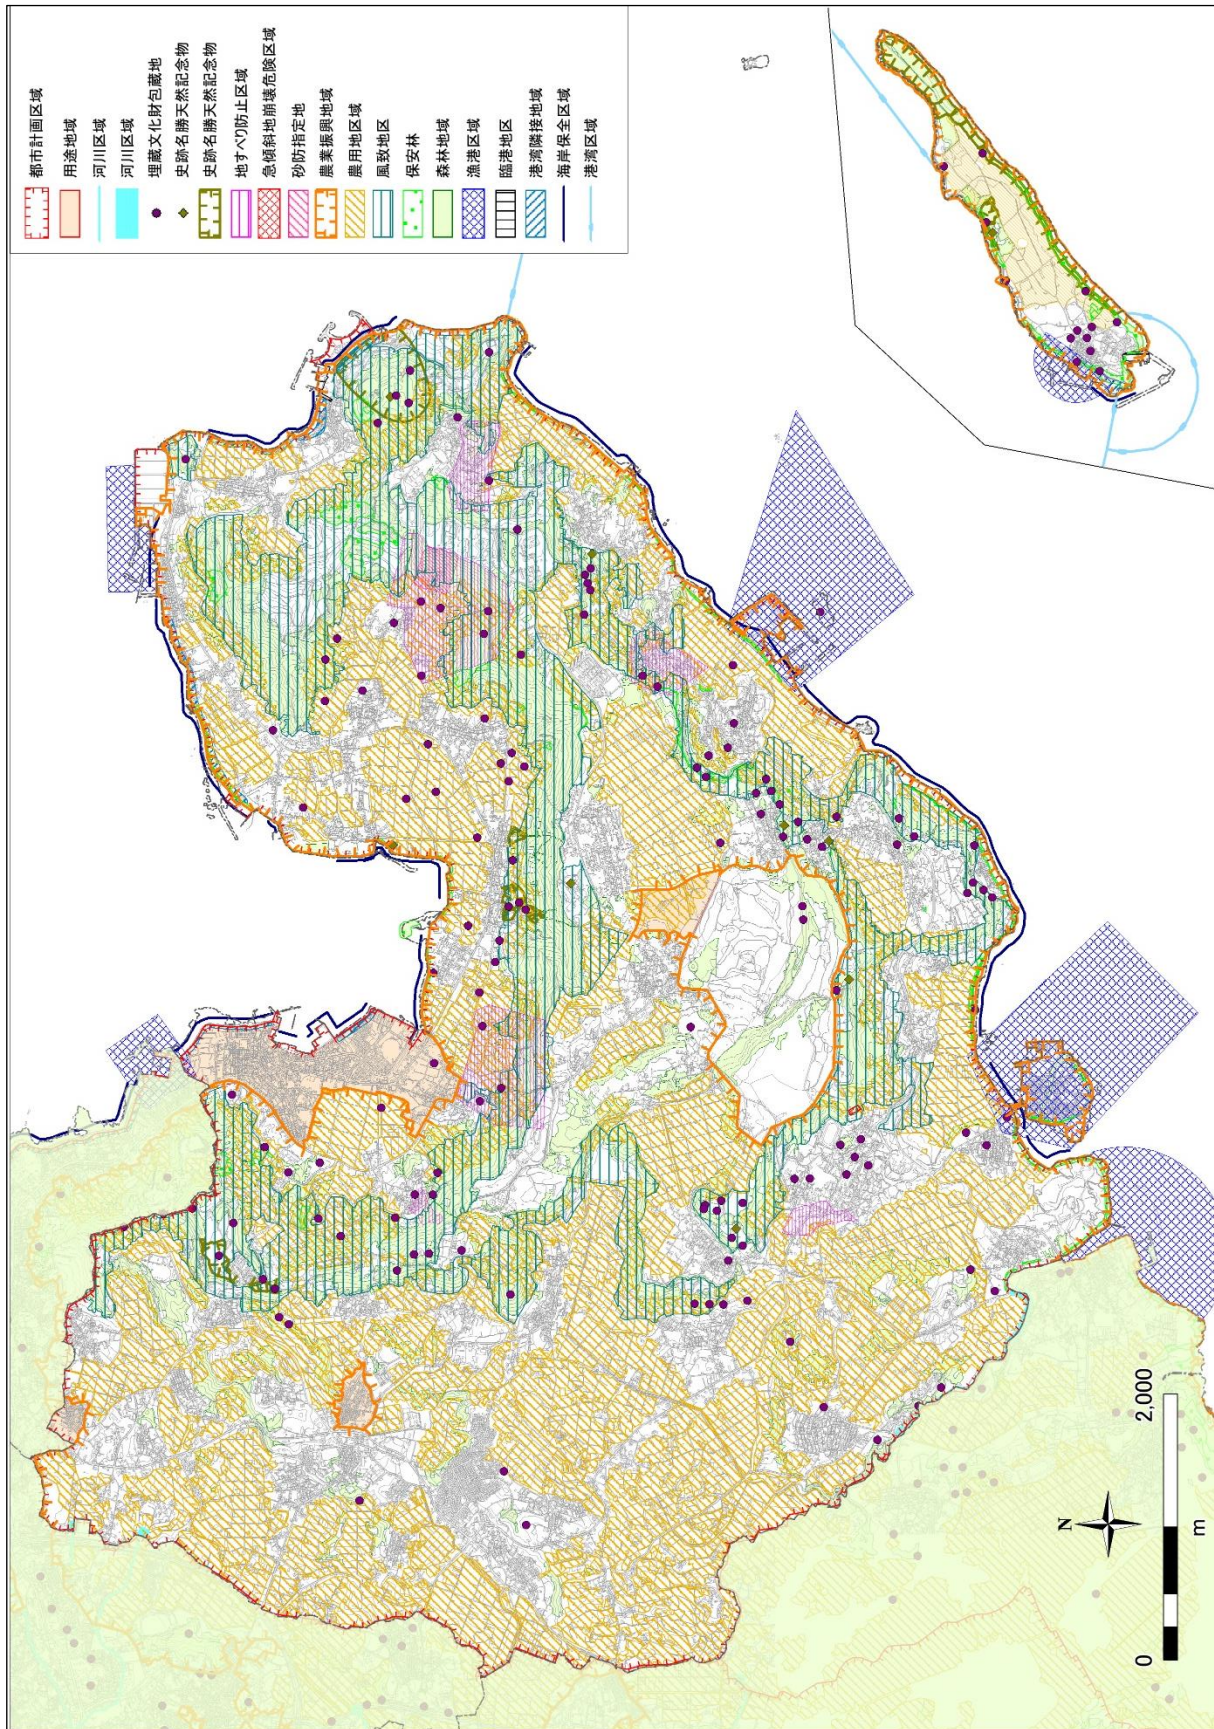 都市計画区域
用途地域
河川区域
河川区域
埋蔵文化財包蔵地
史跡名勝天然記念物
史跡名勝天然記念物
地すべり防止区域
急傾斜地崩壊危険区域
砂防指定地
農業振興地域
農用地区域
風致地区
保安林
森林地域
漁港区域
臨港地区
港湾隣接地域
海岸保全区域
港湾区域
N
0
2,000
m